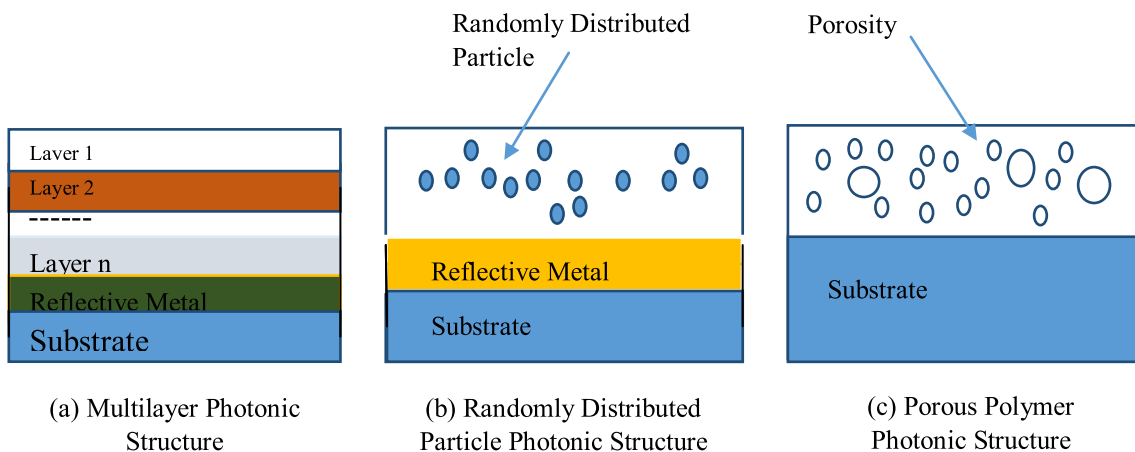 Randomly Distributed
Particle
Porosity
Layer 1
Layer 2
------
Layer n
Reflective Metal
Substrate
Reflective Metal
Substrate
Substrate
(a) Multilayer Photonic
Structure
(b) Randomly Distributed
Particle Photonic Structure
(c) Porous Polymer
Photonic Structure